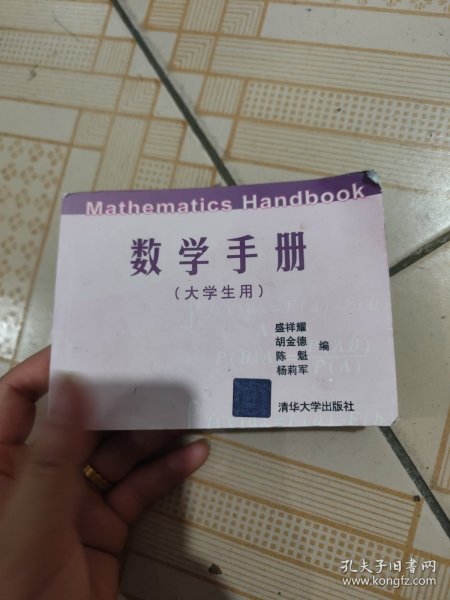 Mathematics Handbook
数学手册
(大学生用)
盛祥耀
胡金德
陈 魁 编
杨莉军
清华大学出版社
P(A)
孔夫子旧书网
www.kongfz.com